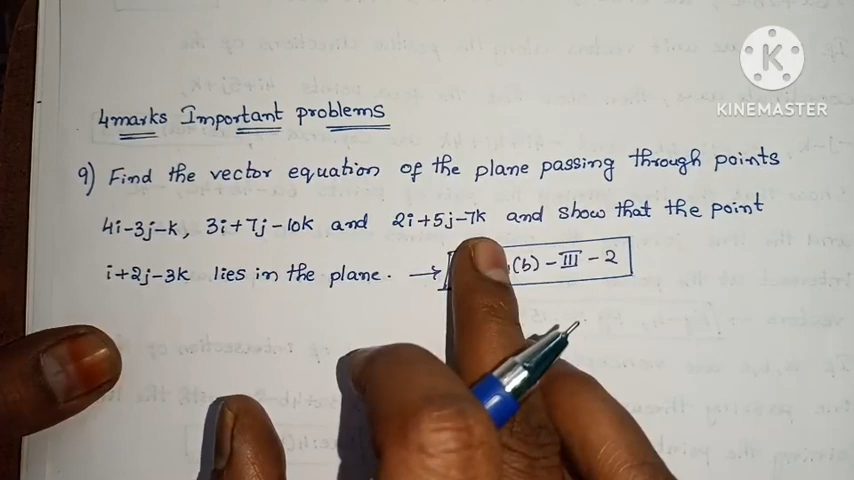 KINEMASTER
4marks Important problems
9) Find the vector equation of the plane passing through points
4i-3j-k, 3i+7j-10k and 2i+5j-7k and show that the point
i+2j-3k lies in the plane. → (b) - III - 2